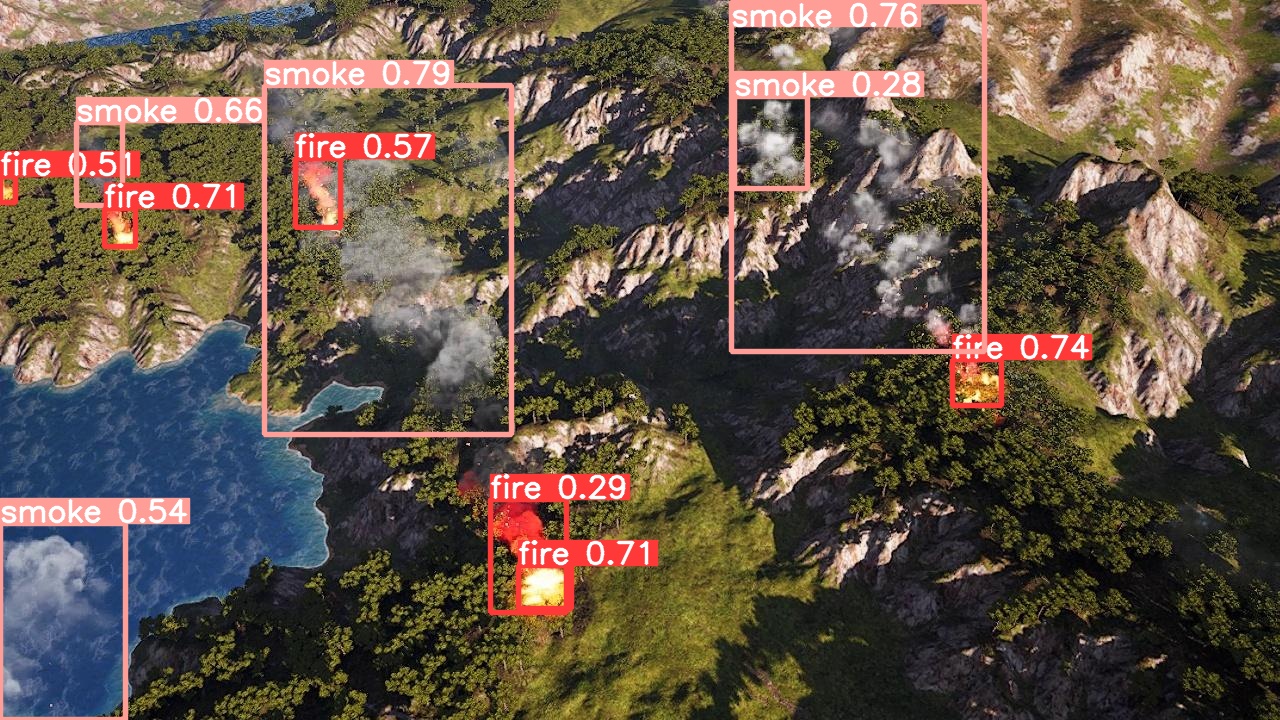 smoke 0.76
smoke 0.79
smoke 0.28
smoke 0.66
fire 0.57
fire 0.51
fire 0.71
fire 0.74
fire 0.29
smoke 0.54
fire 0.71